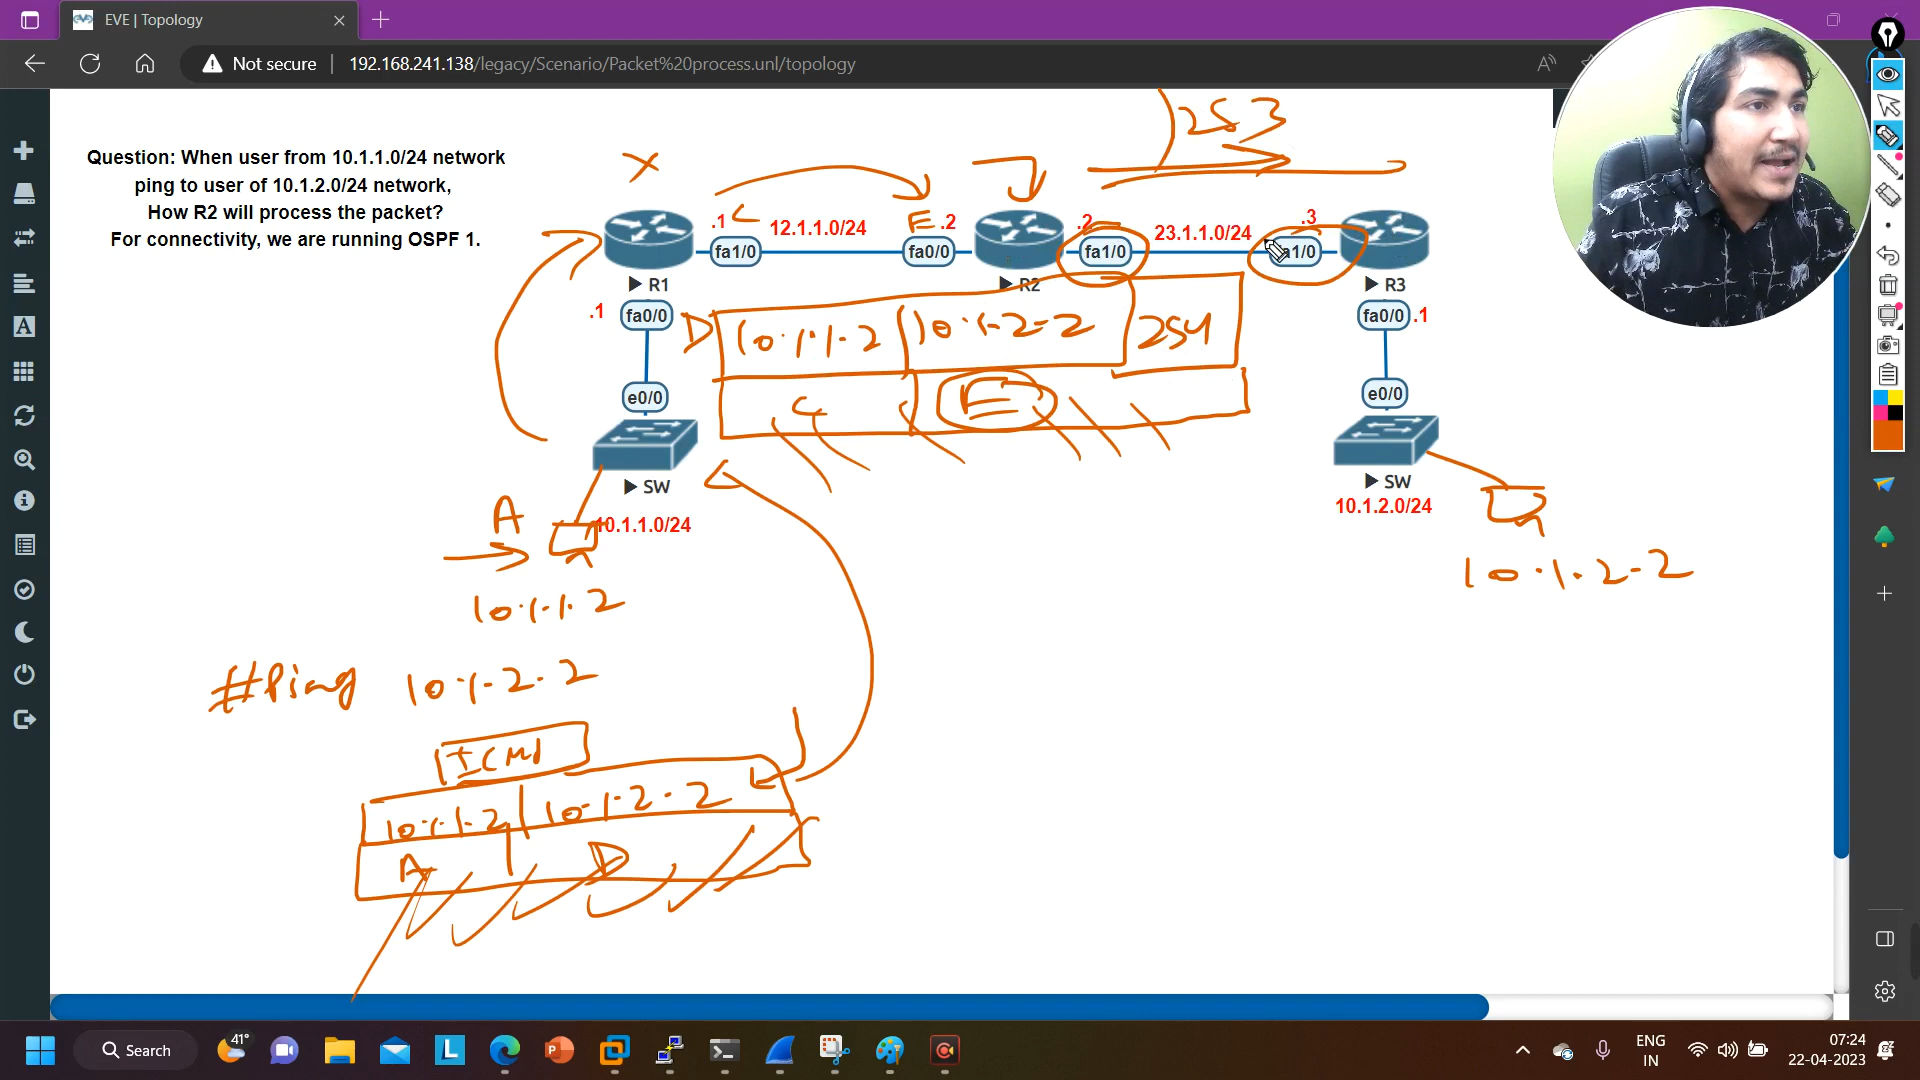 EVE | Topology
Not secure
192.168.241.138/legacy/Scenario/Packet%20process.unl/topology
Question: When user from 10.1.1.0/24 network
ping to user of 10.1.2.0/24 network,
How R2 will process the packet?
For connectivity, we are running OSPF 1.
253
X
.1
C
12.1.1.0/24
E
.2
.2
23.1.1.0/24
.3
fa1/0
fa0/0
fa1/0
fa1/0
R1
R2
R3
.1
fa0/0
fa0/0
.1
D
10.1.1.2
10.1.2.2
254
C
E
e0/0
e0/0
SW
SW
10.1.1.0/24
10.1.2.0/24
A
10.1.1.2
10.1.2.2
#Ping 10.1.2.2
ICMP
10.1.1.2
10.1.2.2
A
D
Search
41°
ENG
IN
07:24
22-04-2023